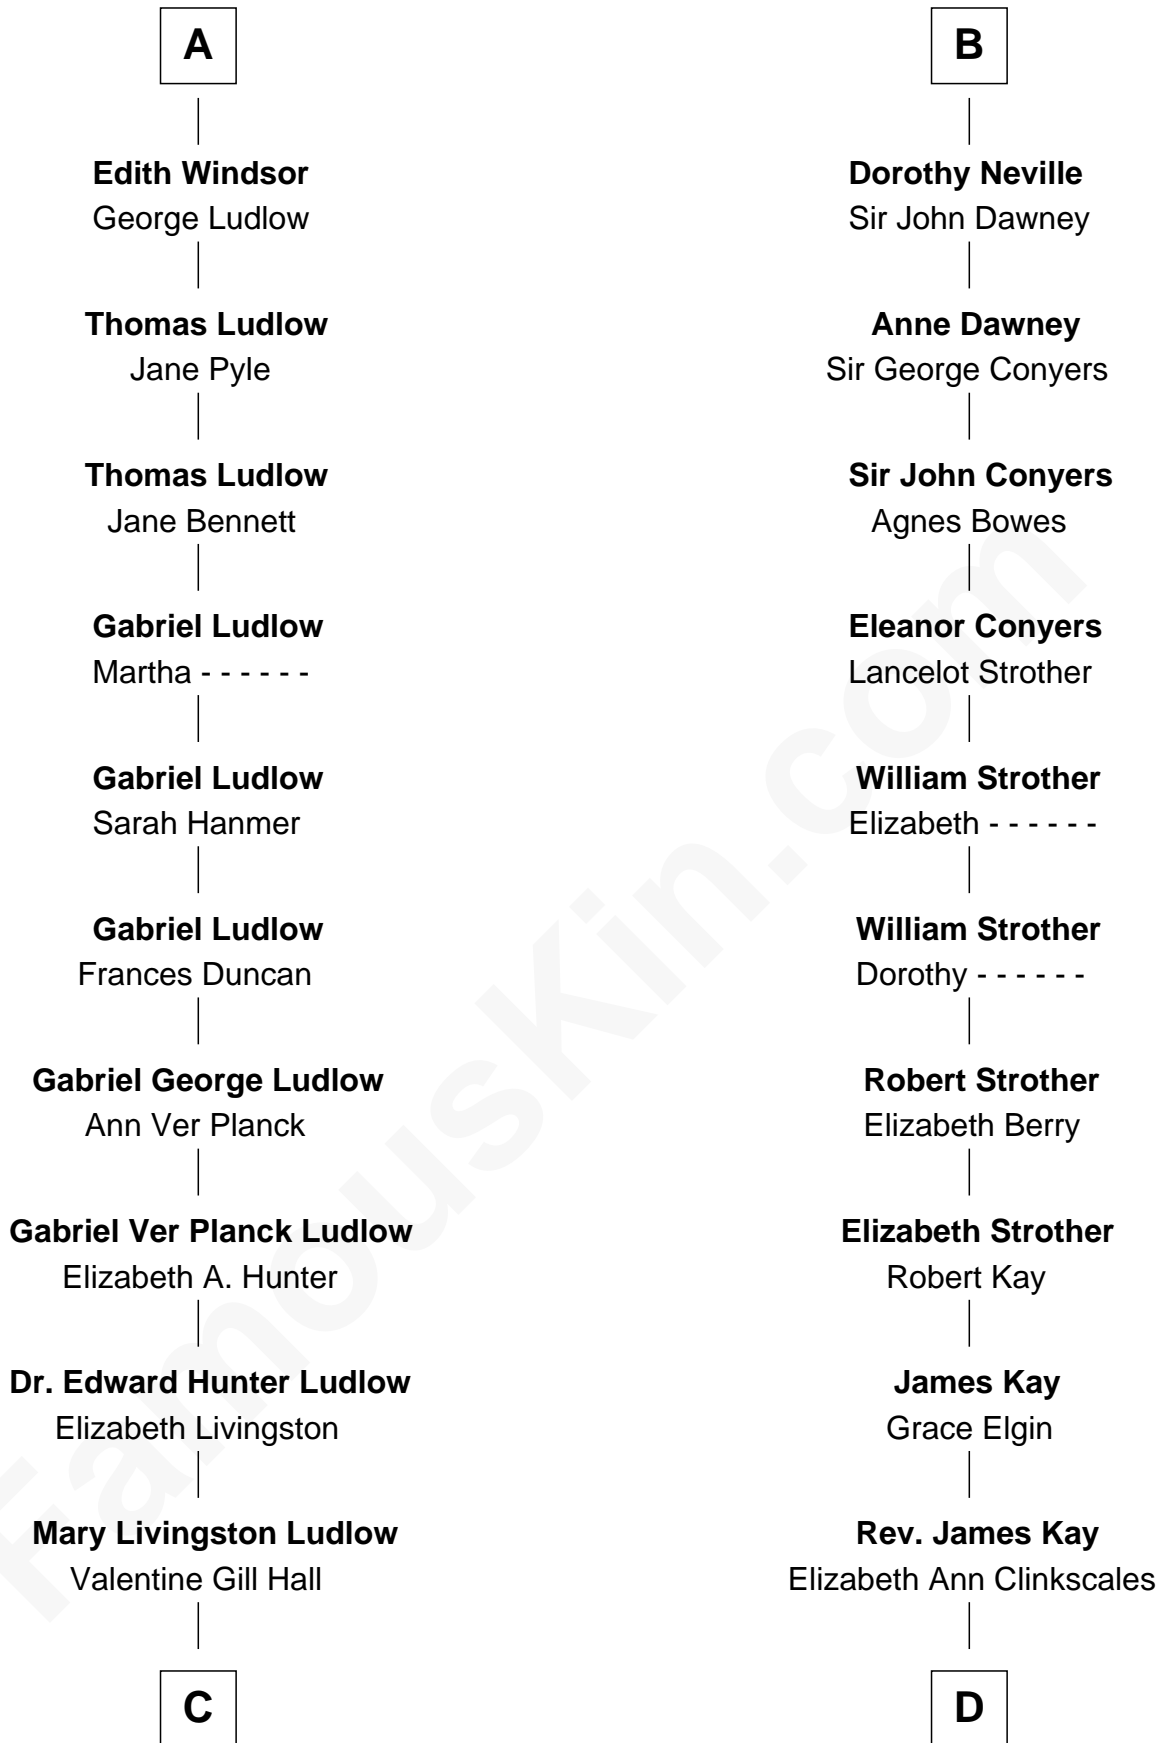 A
Edith Windsor
George Ludlow
Thomas Ludlow
Jane Pyle
Thomas Ludlow
Jane Bennett
Gabriel Ludlow
Martha - - - - - -
Gabriel Ludlow
Sarah Hanmer
Gabriel Ludlow
Frances Duncan
Gabriel George Ludlow
Ann Ver Planck
Gabriel Ver Planck Ludlow
Elizabeth A. Hunter
Dr. Edward Hunter Ludlow
Elizabeth Livingston
Mary Livingston Ludlow
Valentine Gill Hall
C
B
Dorothy Neville
Sir John Dawney
Anne Dawney
Sir George Conyers
Sir John Conyers
Agnes Bowes
Eleanor Conyers
Lancelot Strother
William Strother
Elizabeth - - - - - -
William Strother
Dorothy - - - - - -
Robert Strother
Elizabeth Berry
Elizabeth Strother
Robert Kay
James Kay
Grace Elgin
Rev. James Kay
Elizabeth Ann Clinkscales
D
FamousKin.com